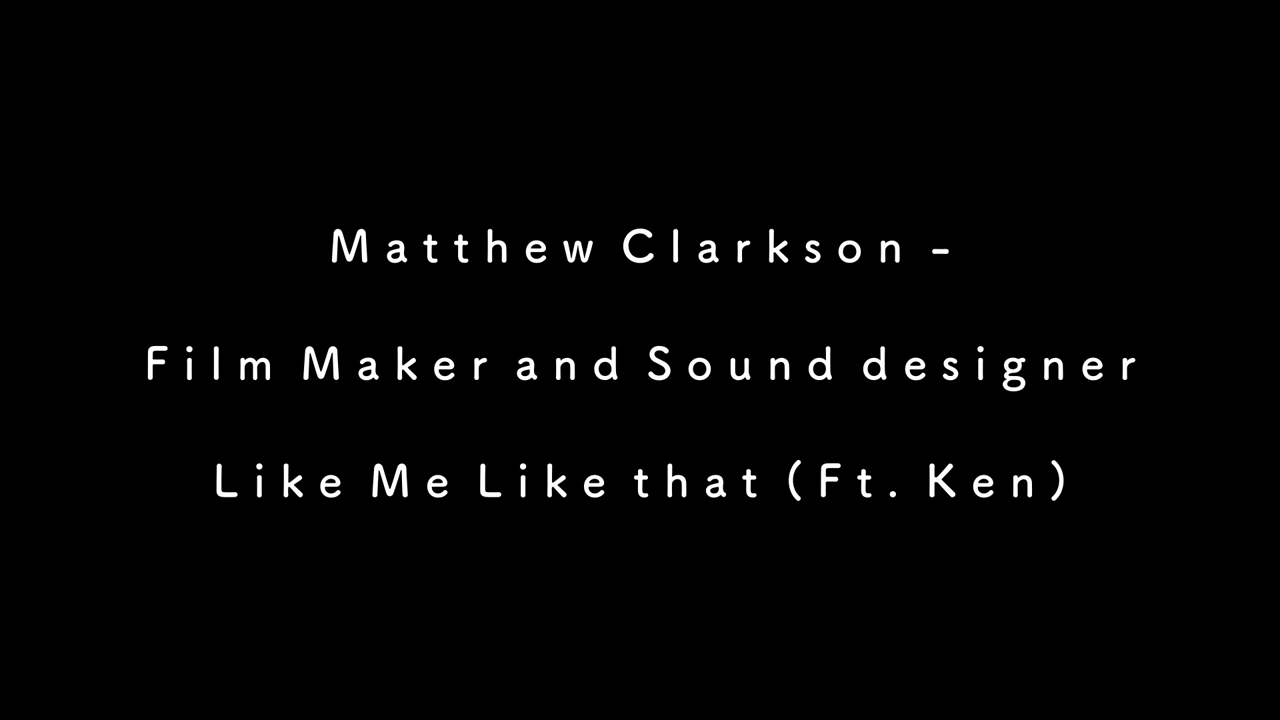 Matthew Clarkson -
Film Maker and Sound designer
Like Me Like that (Ft. Ken)